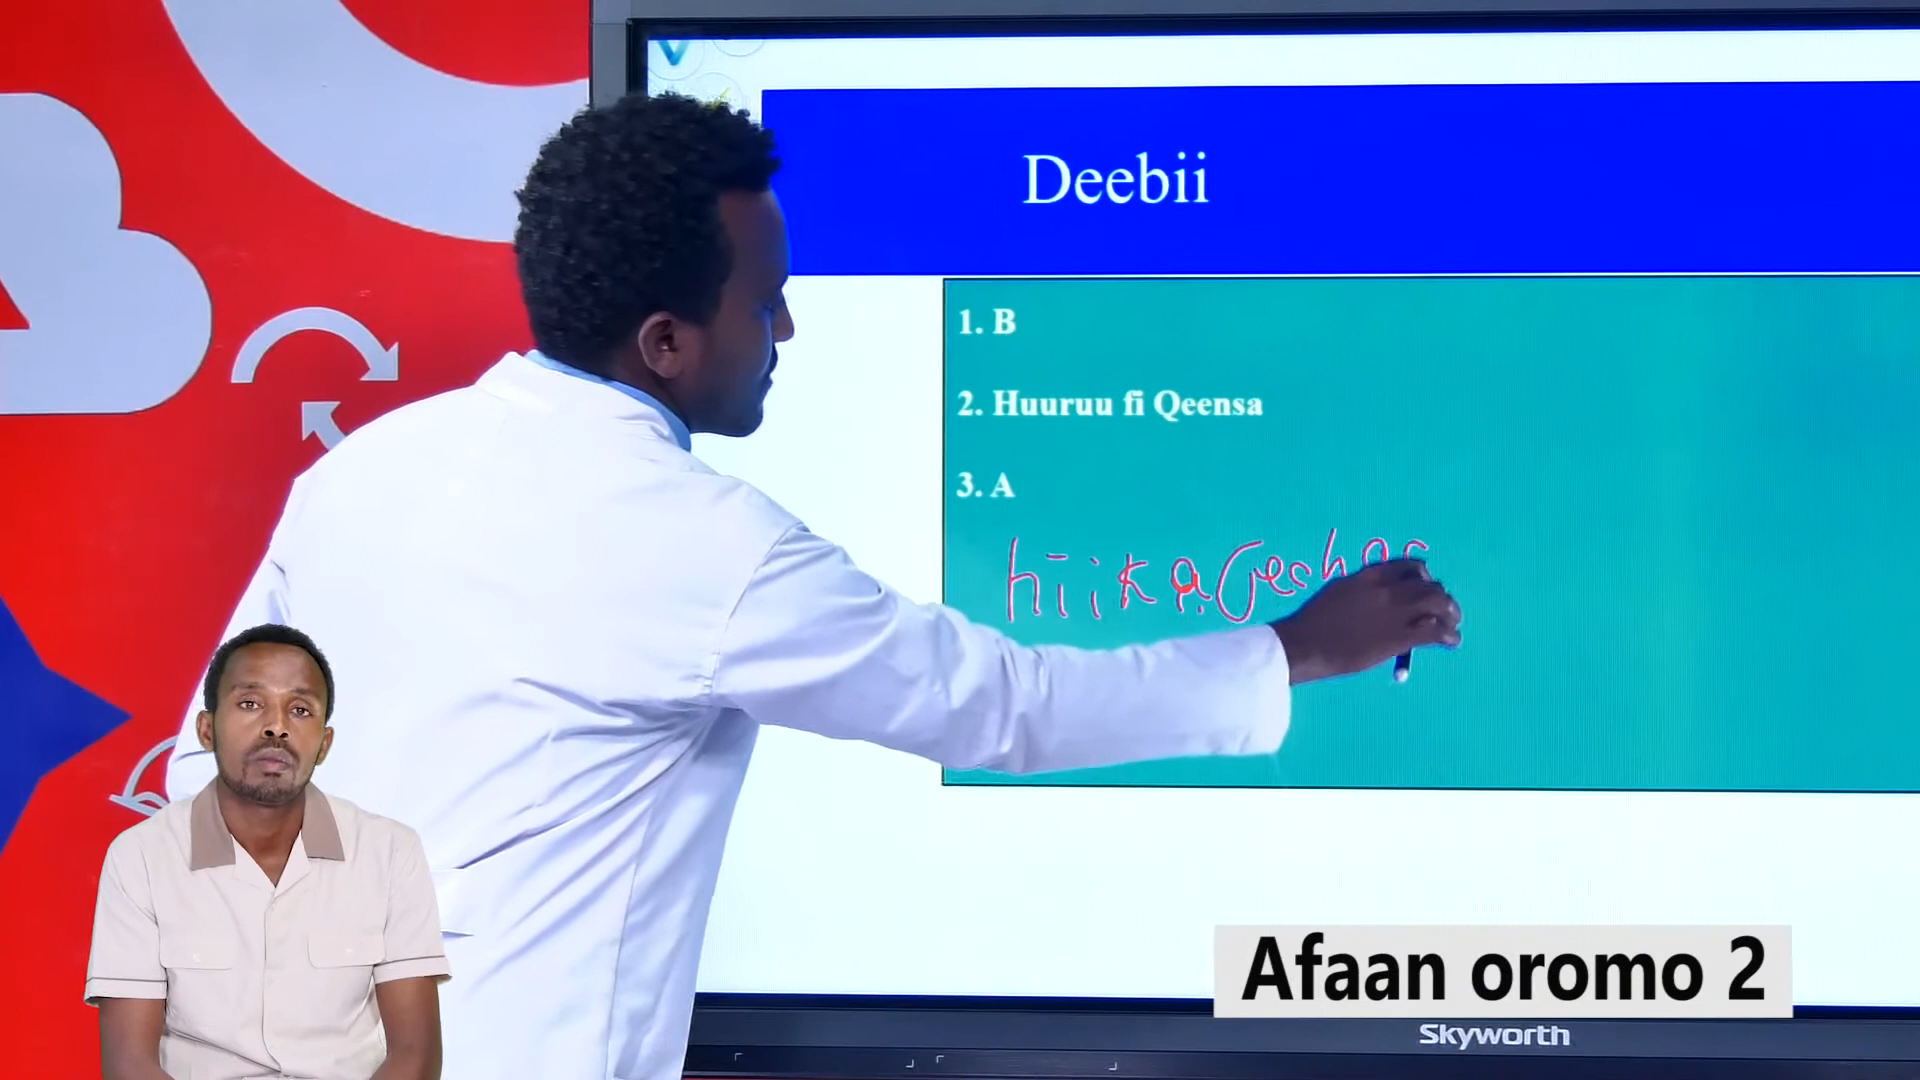 Deebii
1. B
2. Huuruu fi Qeensa
3. A
Afaan oromo 2
Skyworth